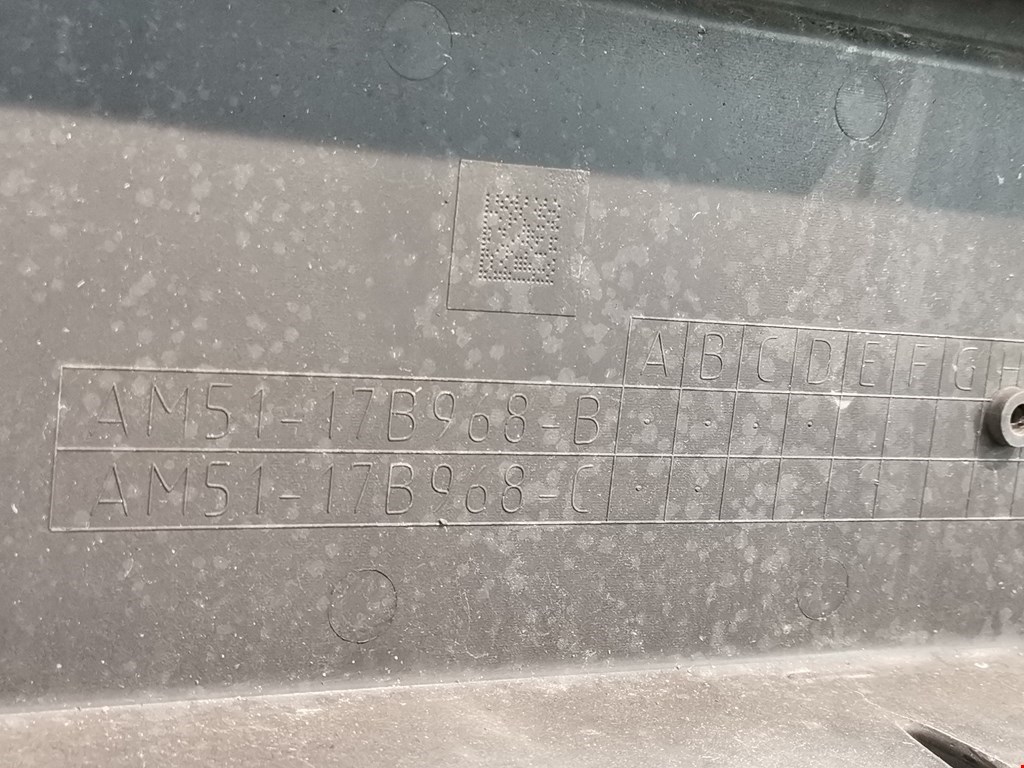 A B C D E F G H
AM51-17B968-B
AM51-17B968-C